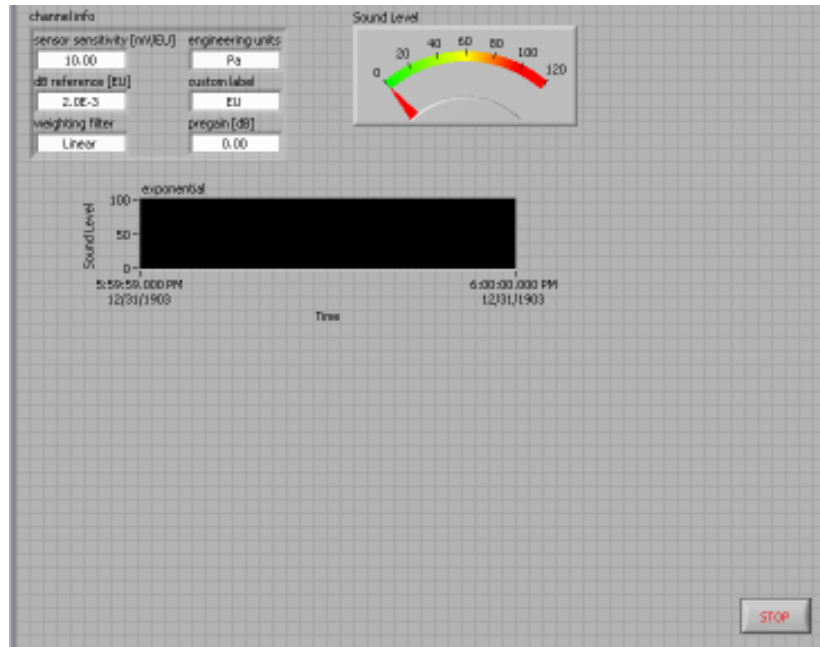 channel info
sensor sensitivity [mV/EU] engineering units
10.00 Pa
dB reference [EU] custom label
2.0E-3 EU
weighting filter pregain [dB]
Linear 0.00
Sound Level
0 20 40 60 80 100 120
exponential
Sound Level
100
50
0
5:59:59.000 PM 6:00:00.000 PM
12/31/1903 12/31/1903
Time
STOP